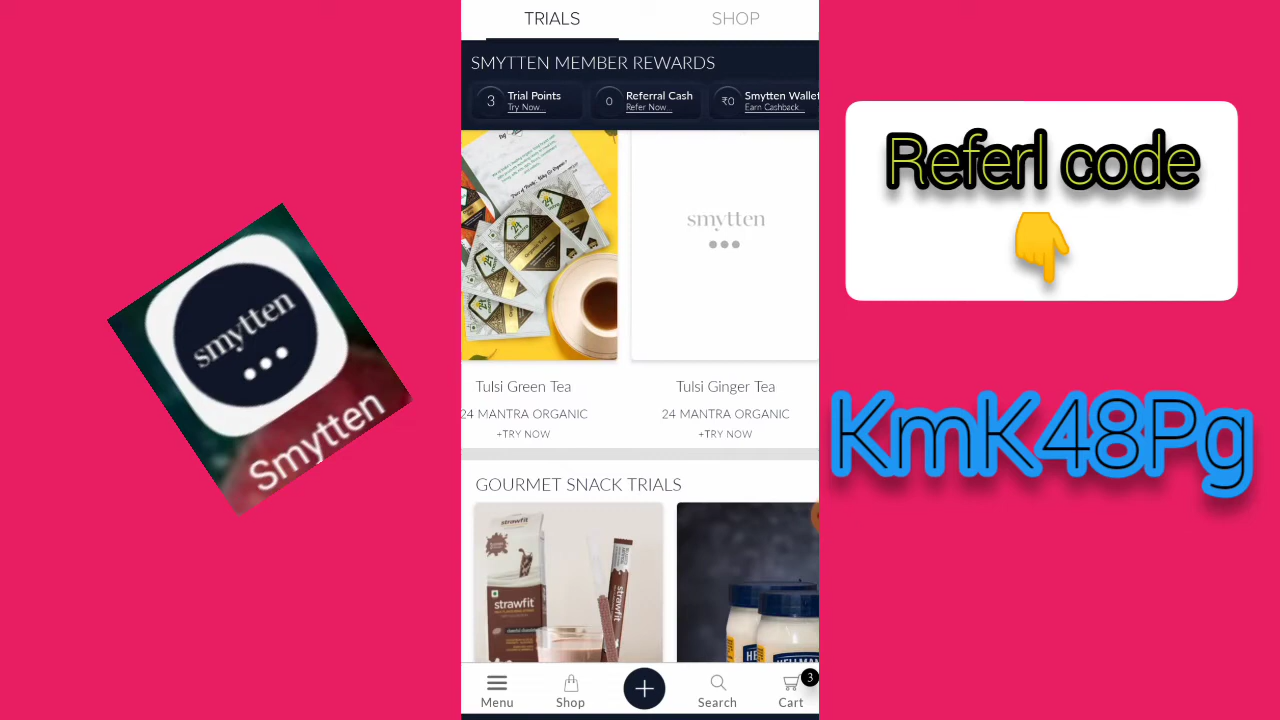 smytten
Smytten
TRIALS
SHOP
SMYTTEN MEMBER REWARDS
3
Trial Points
Try Now...
0
Referral Cash
Refer Now...
₹0
Smytten Wallet
Earn Cashback...
24
smytten
Tulsi Green Tea
Tulsi Ginger Tea
24 MANTRA ORGANIC
24 MANTRA ORGANIC
+TRY NOW
+TRY NOW
GOURMET SNACK TRIALS
strawfit
strawfit
strawfit
Menu
Shop
Search
Cart
3
Referl code
KmK48Pg